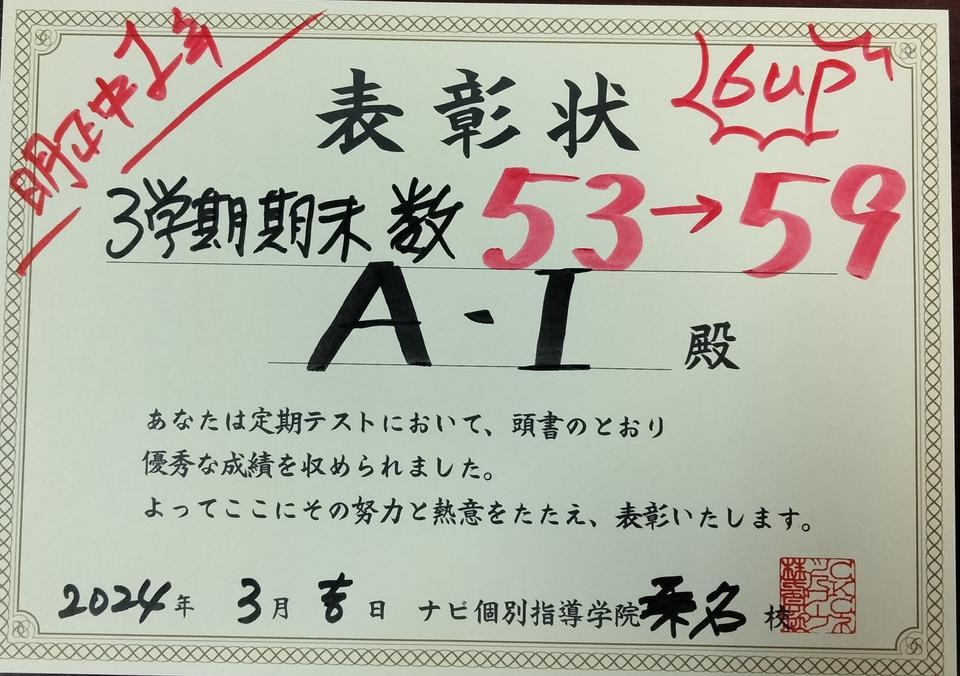 明正中1年
表彰状
6up
3学期期末 数 53→59
A・I 殿
あなたは定期テストにおいて、頭書のとおり
優秀な成績を収められました。
よってここにその努力と熱意をたたえ、表彰いたします。
2024年 3月 吉日 ナビ個別指導学院桑名 校